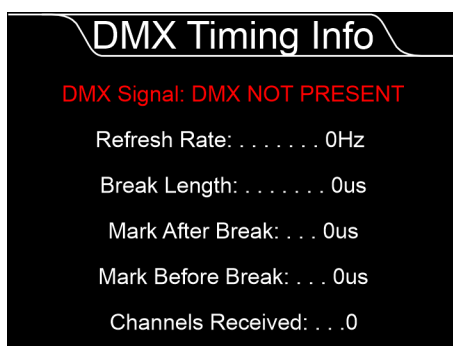 DMX Timing Info
DMX Signal: DMX NOT PRESENT
Refresh Rate: . . . . . . . 0Hz
Break Length: . . . . . . . 0us
Mark After Break: . . . 0us
Mark Before Break: . . . 0us
Channels Received: . . .0